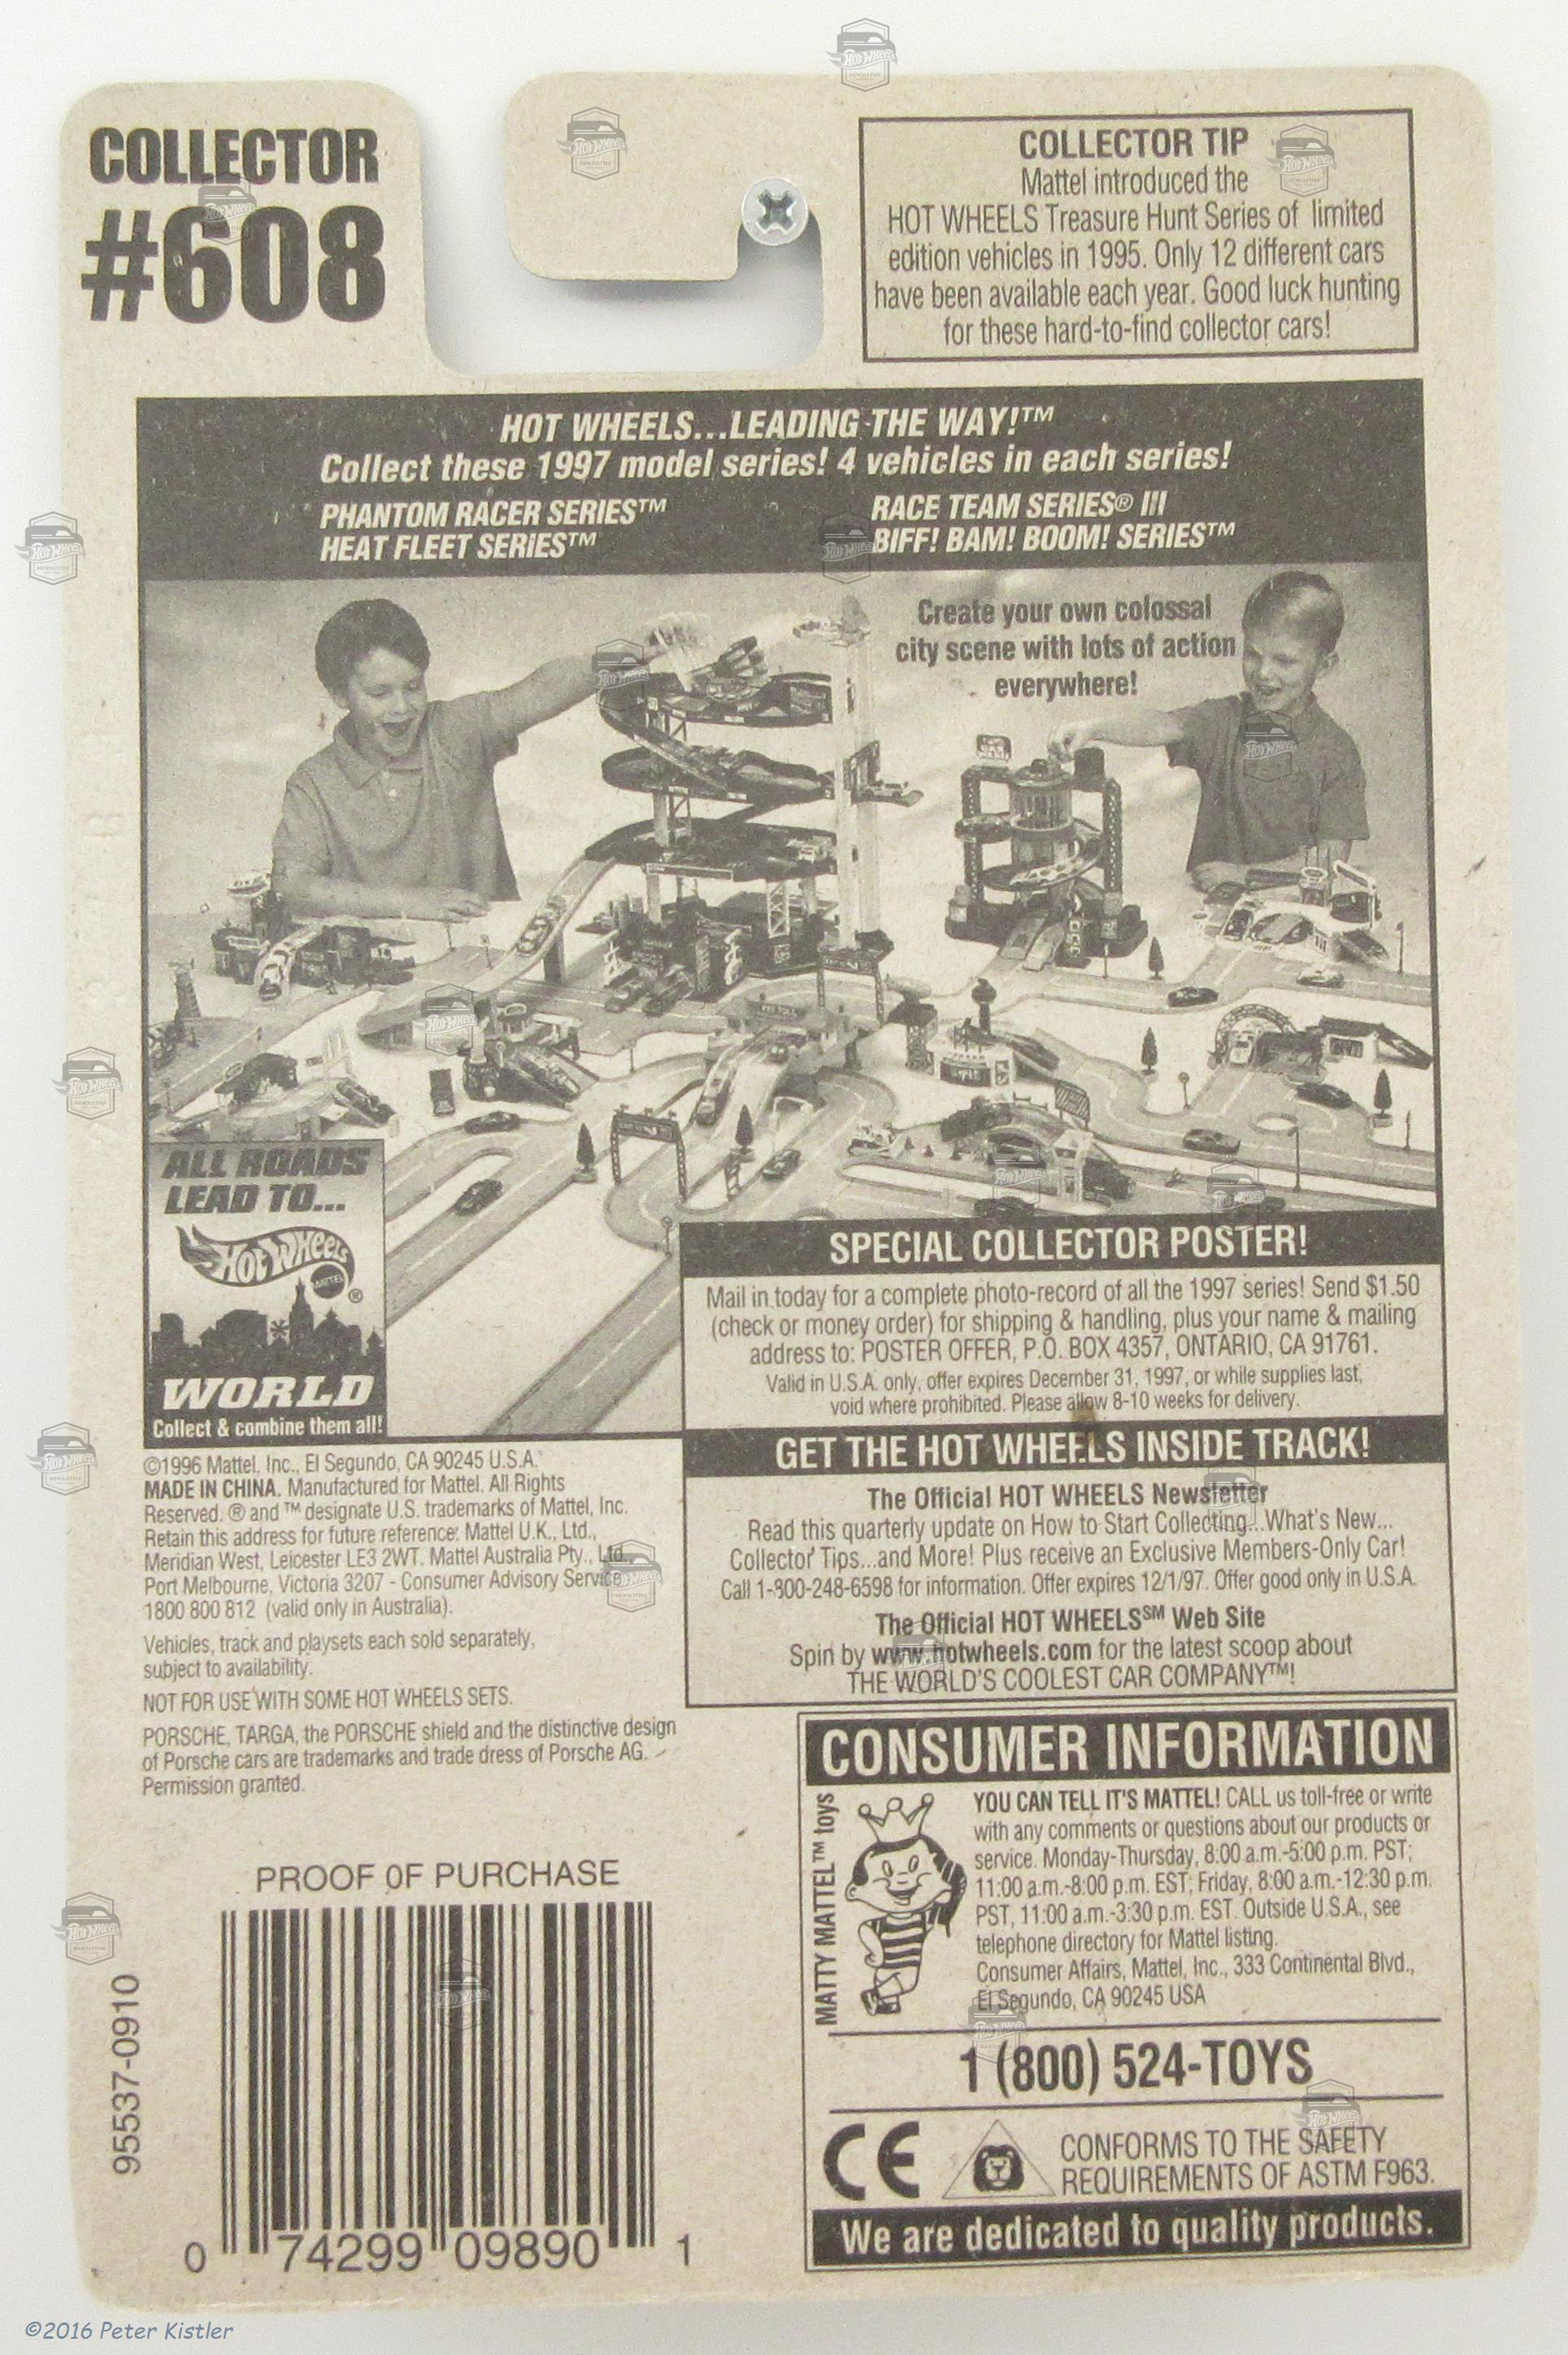 COLLECTOR
#608
COLLECTOR TIP
Mattel introduced the
HOT WHEELS Treasure Hunt Series of limited
edition vehicles in 1995. Only 12 different cars
have been available each year. Good luck hunting
for these hard-to-find collector cars!
HOT WHEELS...LEADING THE WAY!™
Collect these 1997 model series! 4 vehicles in each series!
PHANTOM RACER SERIES™
HEAT FLEET SERIES™
RACE TEAM SERIES® III
BIFF! BAM! BOOM! SERIES™
Create your own colossal
city scene with lots of action
everywhere!
ALL ROADS
LEAD TO...
Hot Wheels
MATTEL
®
WORLD
Collect & combine them all!
SPECIAL COLLECTOR POSTER!
Mail in today for a complete photo-record of all the 1997 series! Send $1.50
(check or money order) for shipping & handling, plus your name & mailing
address to: POSTER OFFER, P.O. BOX 4357, ONTARIO, CA 91761.
Valid in U.S.A. only, offer expires December 31, 1997, or while supplies last,
void where prohibited. Please allow 8-10 weeks for delivery.
GET THE HOT WHEELS INSIDE TRACK!
The Official HOT WHEELS Newsletter
Read this quarterly update on How to Start Collecting...What's New...
Collector Tips...and More! Plus receive an Exclusive Members-Only Car!
Call 1-800-248-6598 for information. Offer expires 12/1/97. Offer good only in U.S.A.
The Official HOT WHEELS℠ Web Site
Spin by www.hotwheels.com for the latest scoop about
THE WORLD'S COOLEST CAR COMPANY™!
©1996 Mattel, Inc., El Segundo, CA 90245 U.S.A.
MADE IN CHINA. Manufactured for Mattel. All Rights
Reserved. ® and ™ designate U.S. trademarks of Mattel, Inc.
Retain this address for future reference: Mattel U.K., Ltd.,
Meridian West, Leicester LE3 2WT. Mattel Australia Pty., Ltd.,
Port Melbourne, Victoria 3207 - Consumer Advisory Service
1800 800 812 (valid only in Australia).
Vehicles, track and playsets each sold separately,
subject to availability.
NOT FOR USE WITH SOME HOT WHEELS SETS.
PORSCHE, TARGA, the PORSCHE shield and the distinctive design
of Porsche cars are trademarks and trade dress of Porsche AG.
Permission granted.
CONSUMER INFORMATION
MATTY MATTEL™ toys
YOU CAN TELL IT'S MATTEL! CALL us toll-free or write
with any comments or questions about our products or
service. Monday-Thursday, 8:00 a.m.-5:00 p.m. PST;
11:00 a.m.-8:00 p.m. EST; Friday, 8:00 a.m.-12:30 p.m.
PST, 11:00 a.m.-3:30 p.m. EST. Outside U.S.A., see
telephone directory for Mattel listing.
Consumer Affairs, Mattel, Inc., 333 Continental Blvd.,
El Segundo, CA 90245 USA
1 (800) 524-TOYS
CE
CONFORMS TO THE SAFETY
REQUIREMENTS OF ASTM F963.
We are dedicated to quality products.
PROOF OF PURCHASE
95537-0910
0 74299 09890 1
©2016 Peter Kistler